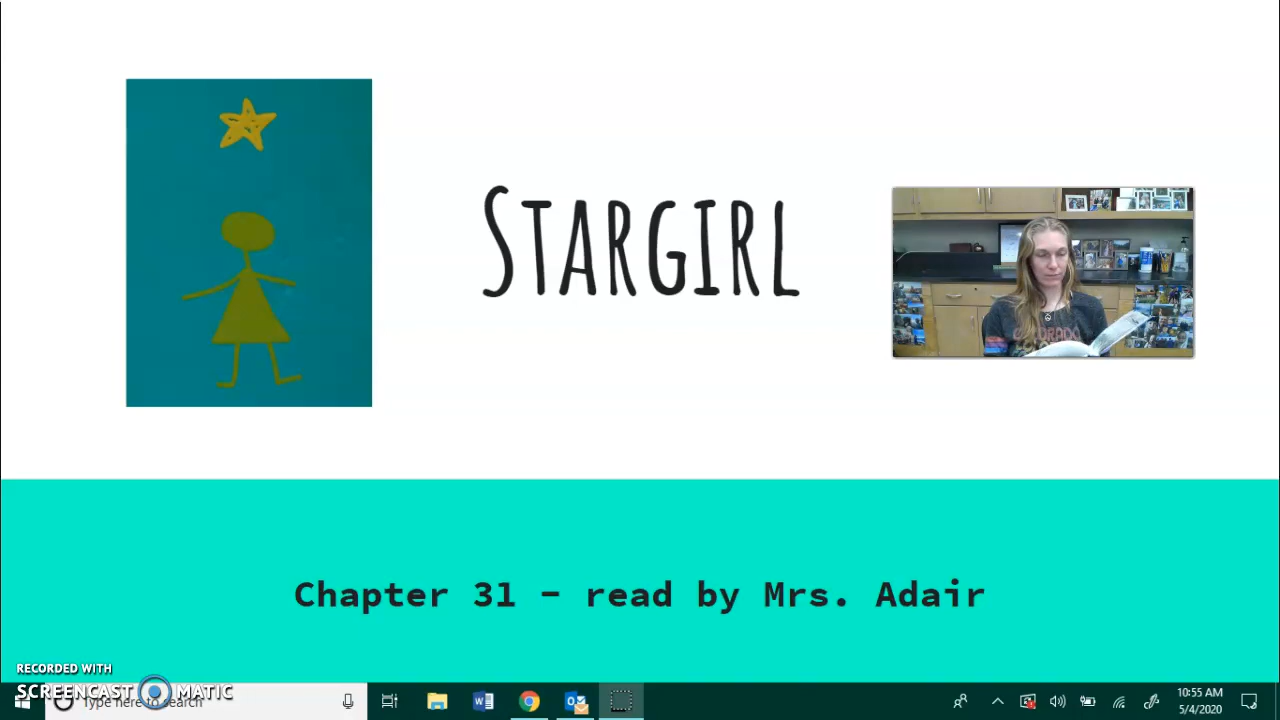 STARGIRL
COLORADO
Chapter 31 - read by Mrs. Adair
RECORDED WITH
SCREENCAST MATIC
Type here to search
10:55 AM
5/4/2020